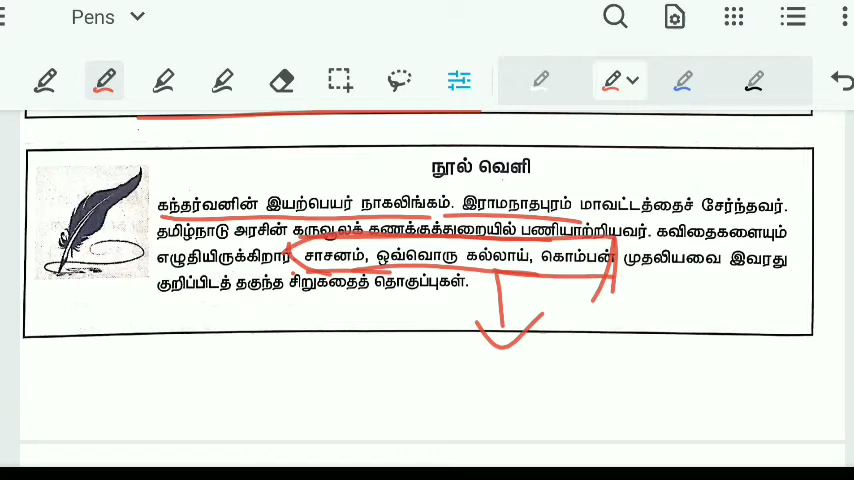 Pens
நூல் வெளி
கந்தர்வனின் இயற்பெயர் நாகலிங்கம். இராமநாதபுரம் மாவட்டத்தைச் சேர்ந்தவர்.
தமிழ்நாடு அரசின் கருவூலக் கணக்குத்துறையில் பணியாற்றியவர். கவிதைகளையும்
எழுதியிருக்கிறார் சாசனம், ஒவ்வொரு கல்லாய், கொம்பன் முதலியவை இவரது
குறிப்பிடத் தகுந்த சிறுகதைத் தொகுப்புகள்.